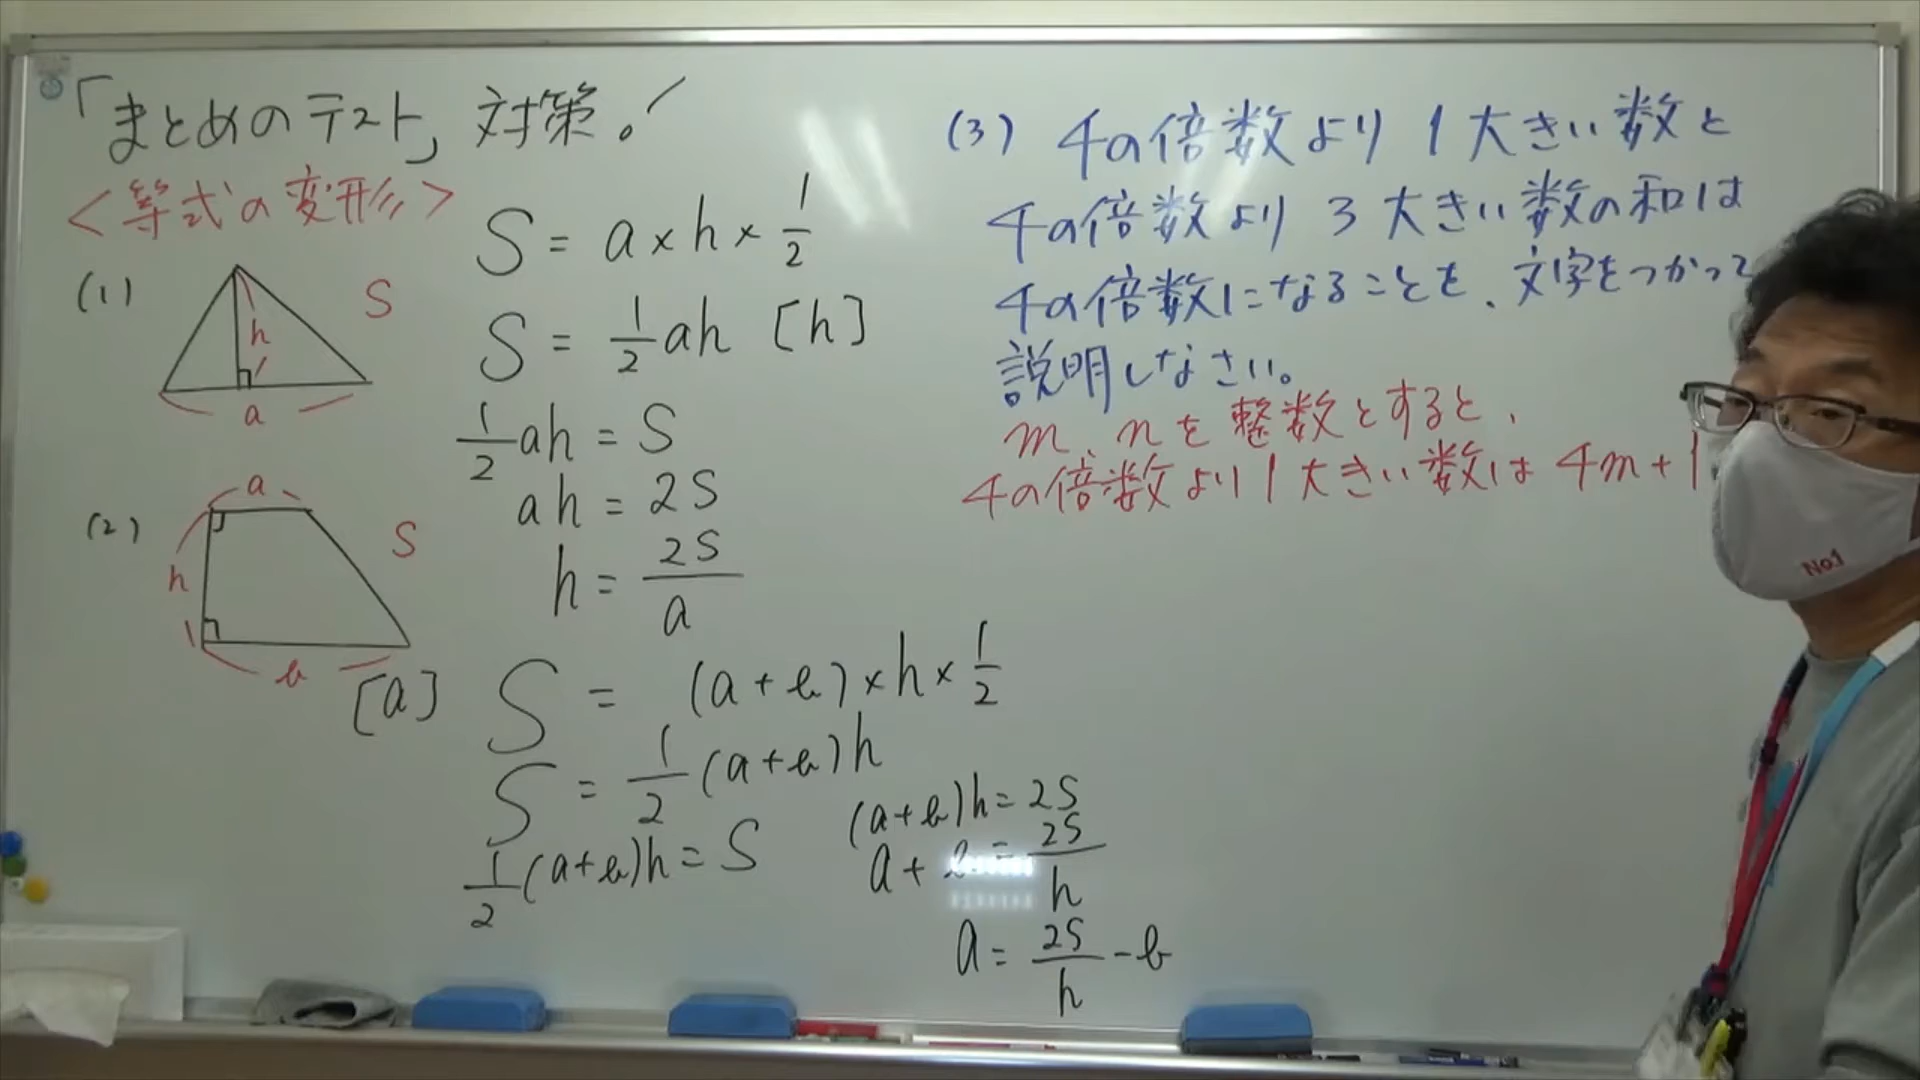 「まとめのテスト」対策!
<等式の変形>
(1)
h
S
a
S = a×h×1/2
S = 1/2ah [h]
1/2ah = S
ah = 2S
h = 2S/a
(2)
a
h
S
b
[a]
S = (a+b)×h×1/2
S = 1/2(a+b)h
1/2(a+b)h = S
(a+b)h = 2S
a+b = 2S/h
a = 2S/h - b
(3) 4の倍数より1大きい数と
4の倍数より3大きい数の和は
4の倍数になることを、文字をつかって
説明しなさい。
m、nを整数とすると、
4の倍数より1大きい数は4m+1
No.1